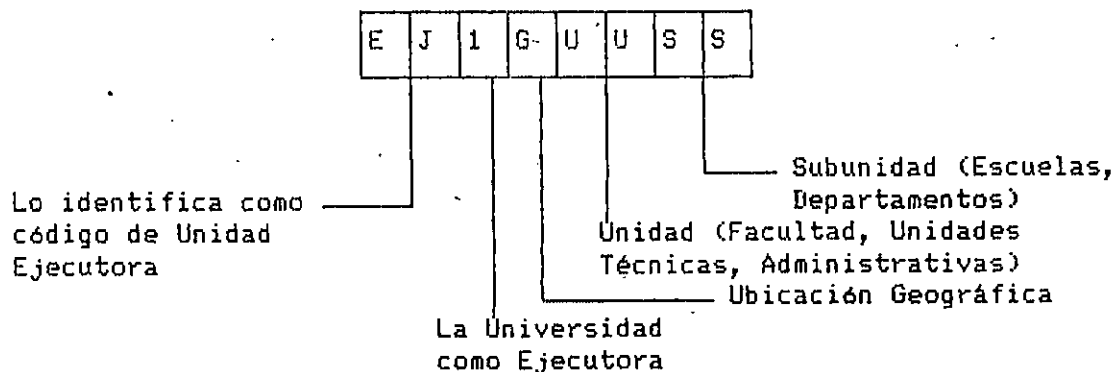 E J 1 G U U S S
Subunidad (Escuelas,
Departamentos)
Lo identifica como
código de Unidad
Ejecutora
Unidad (Facultad, Unidades
Técnicas, Administrativas)
Ubicación Geográfica
La Universidad
como Ejecutora